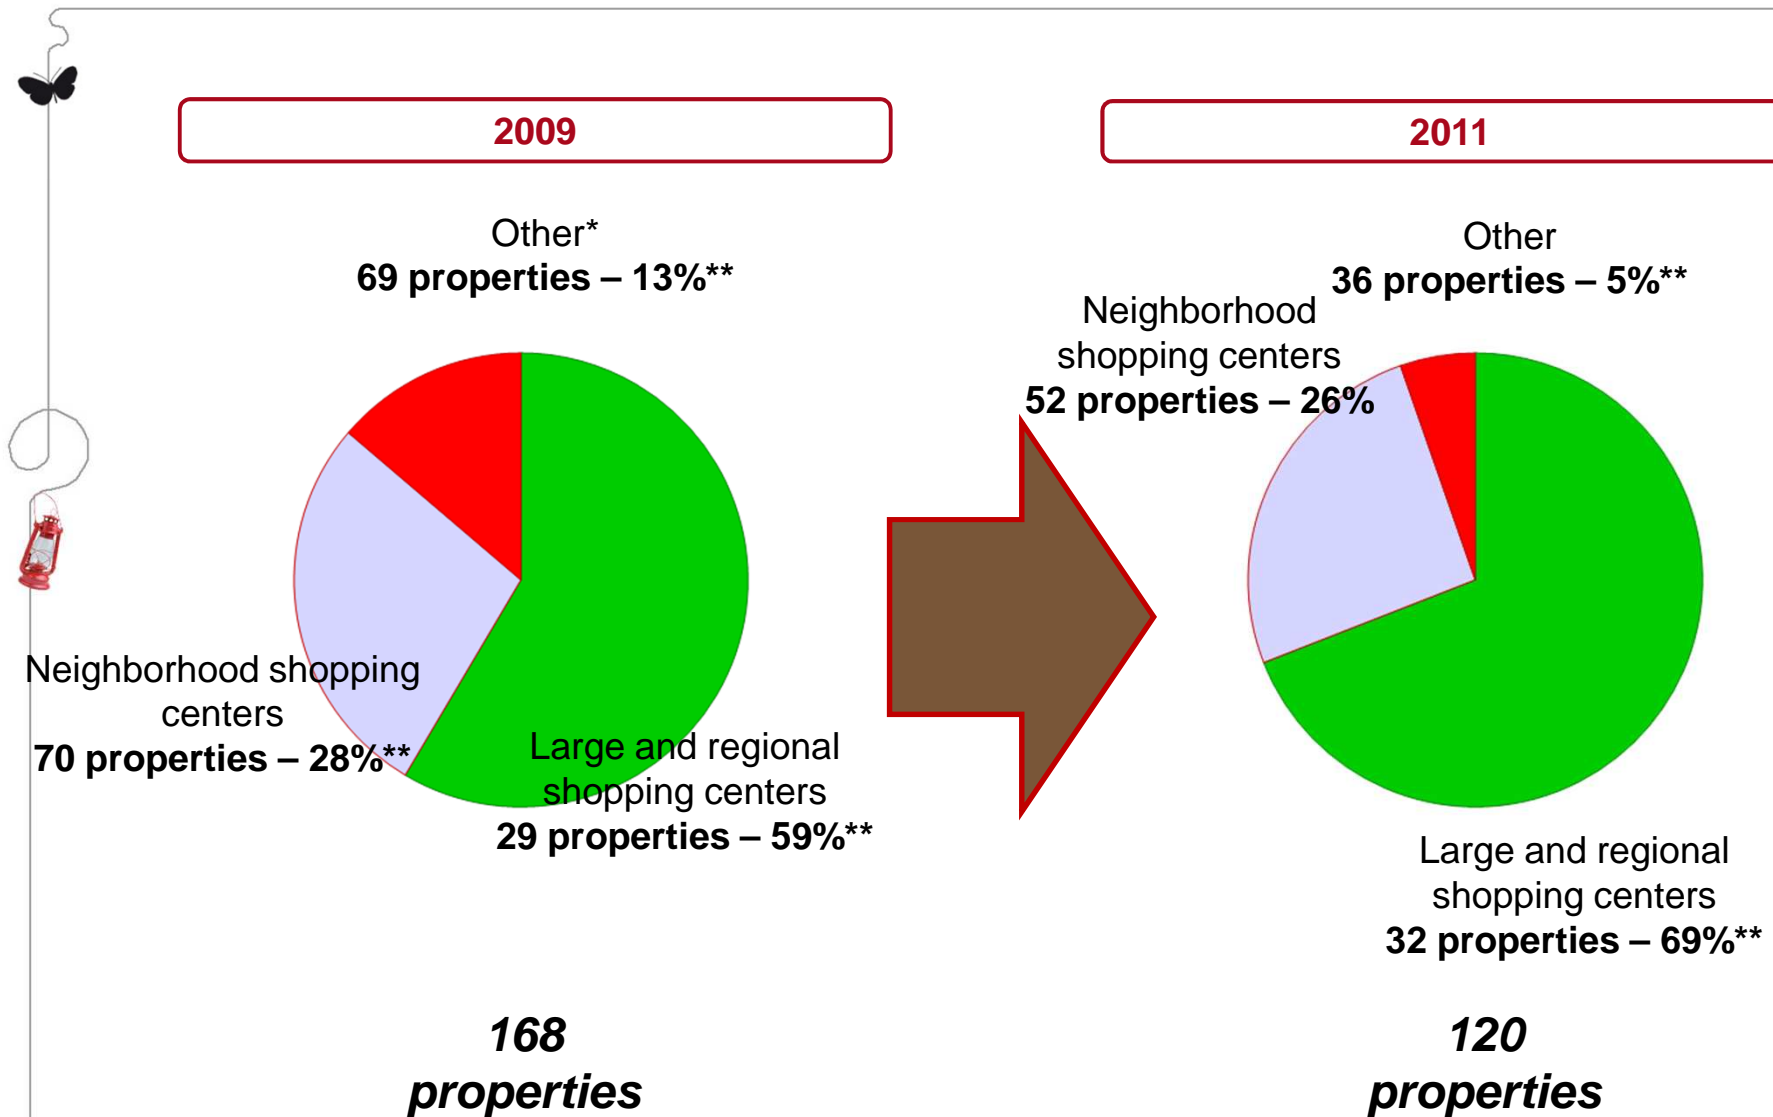 2009
Other*
69 properties – 13%**
Neighborhood shopping
centers
70 properties – 28%**
Large and regional
shopping centers
29 properties – 59%**
168
properties
2011
Other
36 properties – 5%**
Neighborhood
shopping centers
52 properties – 26%
Large and regional
shopping centers
32 properties – 69%**
120
properties